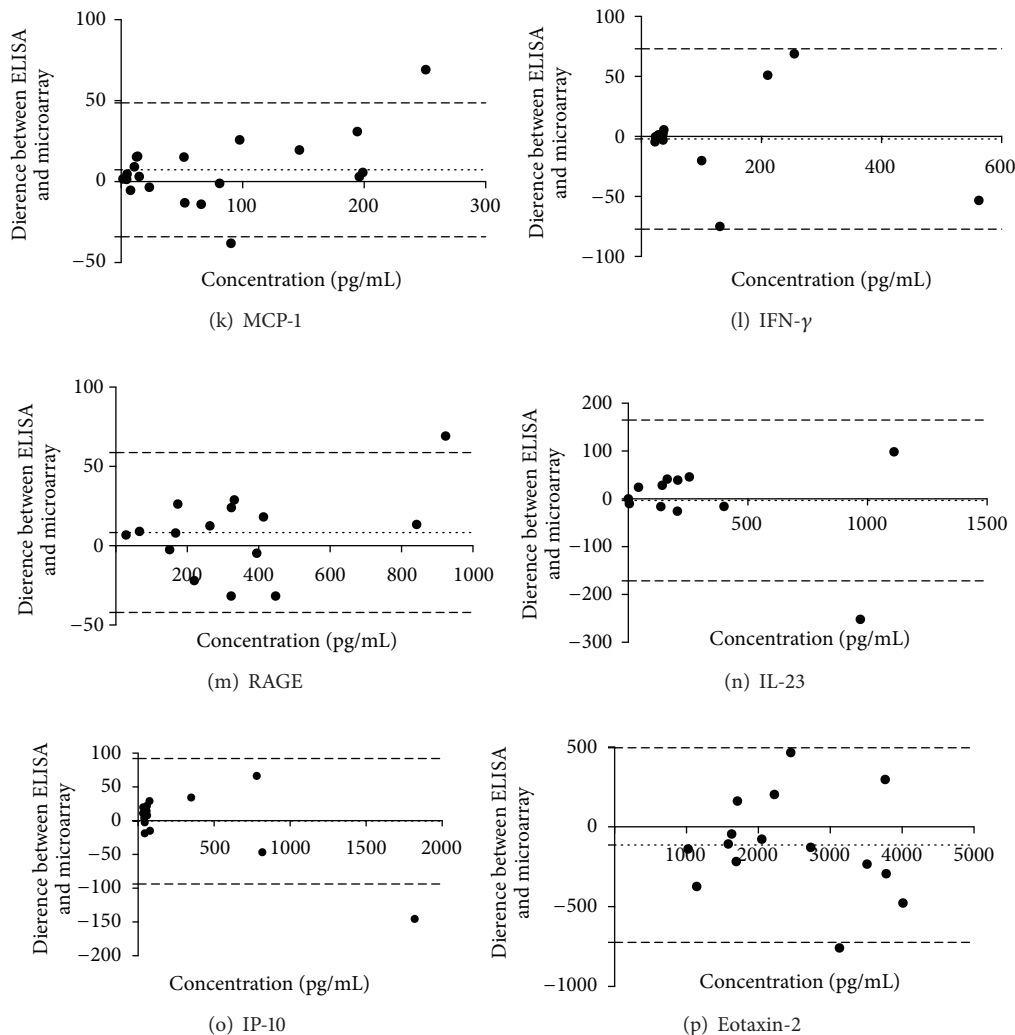 Dierence between ELISA
and microarray
100
50
0
−50
100
200
300
Concentration (pg/mL)
(k) MCP-1
Dierence between ELISA
and microarray
100
50
0
−50
−100
200
400
600
Concentration (pg/mL)
(l) IFN-γ
Dierence between ELISA
and microarray
100
50
0
−50
200
400
600
800
1000
Concentration (pg/mL)
(m) RAGE
Dierence between ELISA
and microarray
200
100
0
−100
−200
−300
500
1000
1500
Concentration (pg/mL)
(n) IL-23
Dierence between ELISA
and microarray
100
50
0
−50
−100
−150
−200
500
1000
1500
2000
Concentration (pg/mL)
(o) IP-10
Dierence between ELISA
and microarray
500
0
−500
−1000
1000
2000
3000
4000
5000
Concentration (pg/mL)
(p) Eotaxin-2